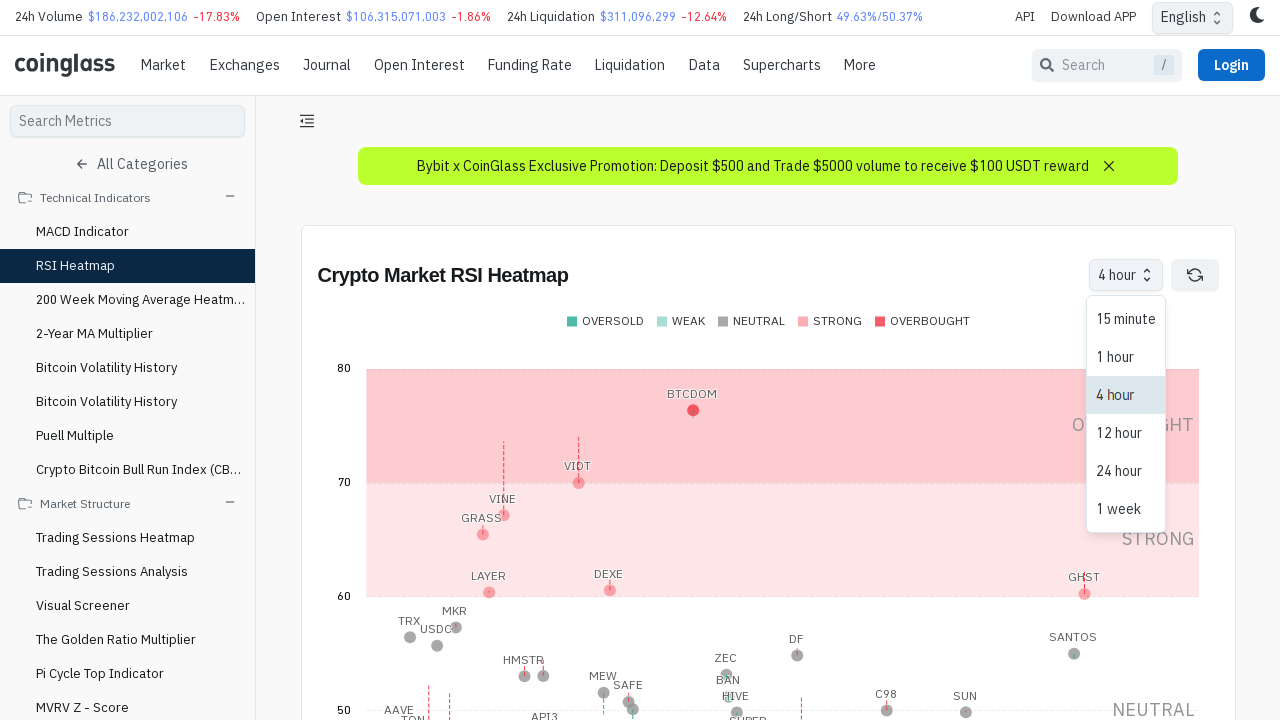 24h Volume $186,232,002,106 -17.83% Open Interest $106,315,071,003 -1.86% 24h Liquidation $311,096,299 -12.64% 24h Long/Short 49.63%/50.37% API Download APP English
coinglass Market Exchanges Journal Open Interest Funding Rate Liquidation Data Supercharts More Search / Login
Search Metrics
All Categories
Technical Indicators
MACD Indicator
RSI Heatmap
200 Week Moving Average Heatm...
2-Year MA Multiplier
Bitcoin Volatility History
Bitcoin Volatility History
Puell Multiple
Crypto Bitcoin Bull Run Index (CB...
Market Structure
Trading Sessions Heatmap
Trading Sessions Analysis
Visual Screener
The Golden Ratio Multiplier
Pi Cycle Top Indicator
MVRV Z - Score
Bybit x CoinGlass Exclusive Promotion: Deposit $500 and Trade $5000 volume to receive $100 USDT reward
Crypto Market RSI Heatmap
4 hour
15 minute
1 hour
4 hour
12 hour
24 hour
1 week
OVERSOLD WEAK NEUTRAL STRONG OVERBOUGHT
80
BTCDOM
VIDT
70
VINE
GRASS
STRONG
LAYER
DEXE
GHST
60
MKR
TRX
USDC
SANTOS
DF
ZEC
HMSTR
MEW
BAN
SAFE
HIVE
C98
SUN
50
AAVE
NEUTRAL
API3
TON
SUPER